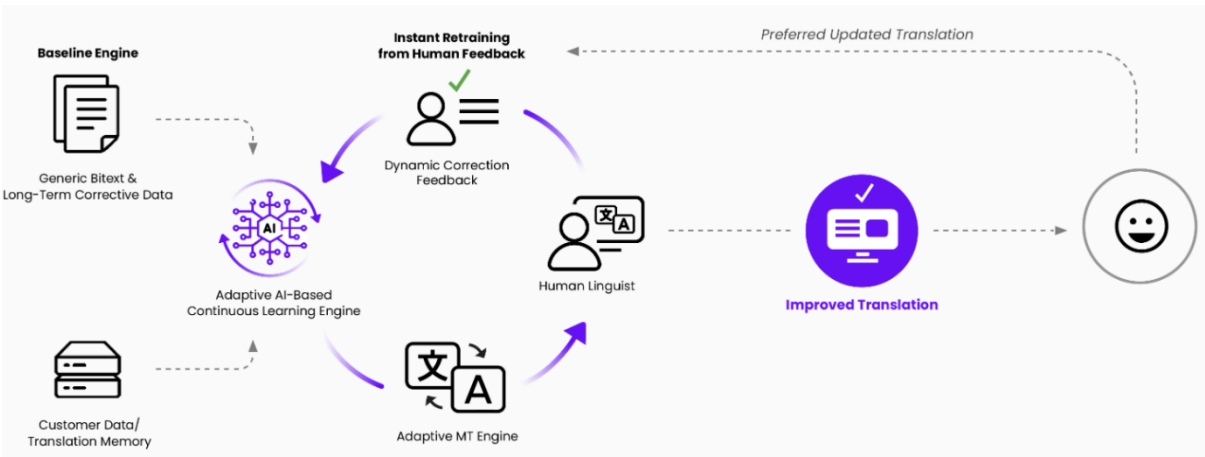 Baseline Engine
Generic Bitext &
Long-Term Corrective Data
Customer Data/
Translation Memory
AI
Adaptive AI-Based
Continuous Learning Engine
Instant Retraining
from Human Feedback
Dynamic Correction
Feedback
文
A
Adaptive MT Engine
文
A
Human Linguist
Improved Translation
Preferred Updated Translation